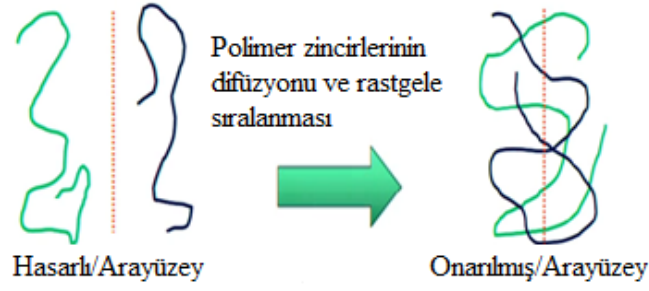 Polimer zincirlerinin
difüzyonu ve rastgele
sıralanması
Hasarlı/Arayüzey
Onarılmış/Arayüzey